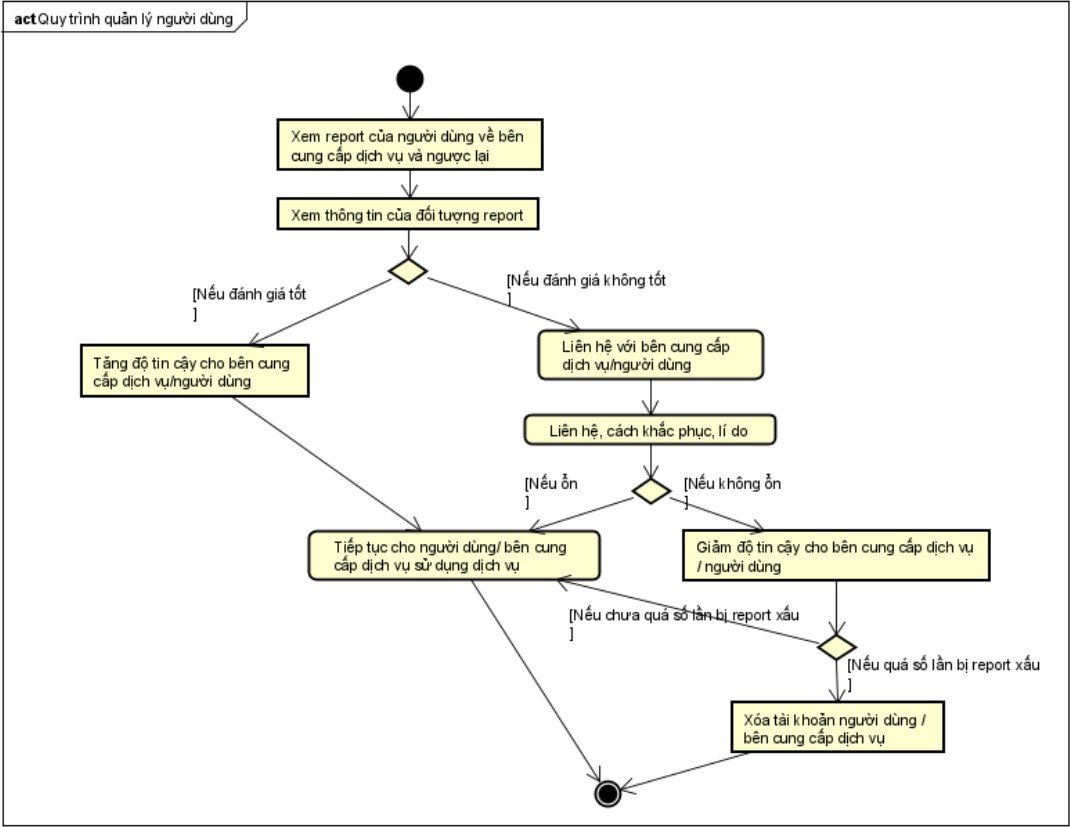 act Quy trình quản lý người dùng
Xem report của người dùng về bên
cung cấp dịch vụ và ngược lại
Xem thông tin của đối tượng report
[Nếu đánh giá tốt
]
[Nếu đánh giá không tốt
]
Tăng độ tin cậy cho bên cung
cấp dịch vụ/người dùng
Liên hệ với bên cung cấp
dịch vụ/người dùng
Liên hệ, cách khắc phục, lí do
[Nếu ổn
]
[Nếu không ổn
]
Tiếp tục cho người dùng/ bên cung
cấp dịch vụ sử dụng dịch vụ
Giảm độ tin cậy cho bên cung cấp dịch vụ
/ người dùng
[Nếu chưa quá số lần bị report xấu
]
[Nếu quá số lần bị report xấu
]
Xóa tài khoản người dùng /
bên cung cấp dịch vụ